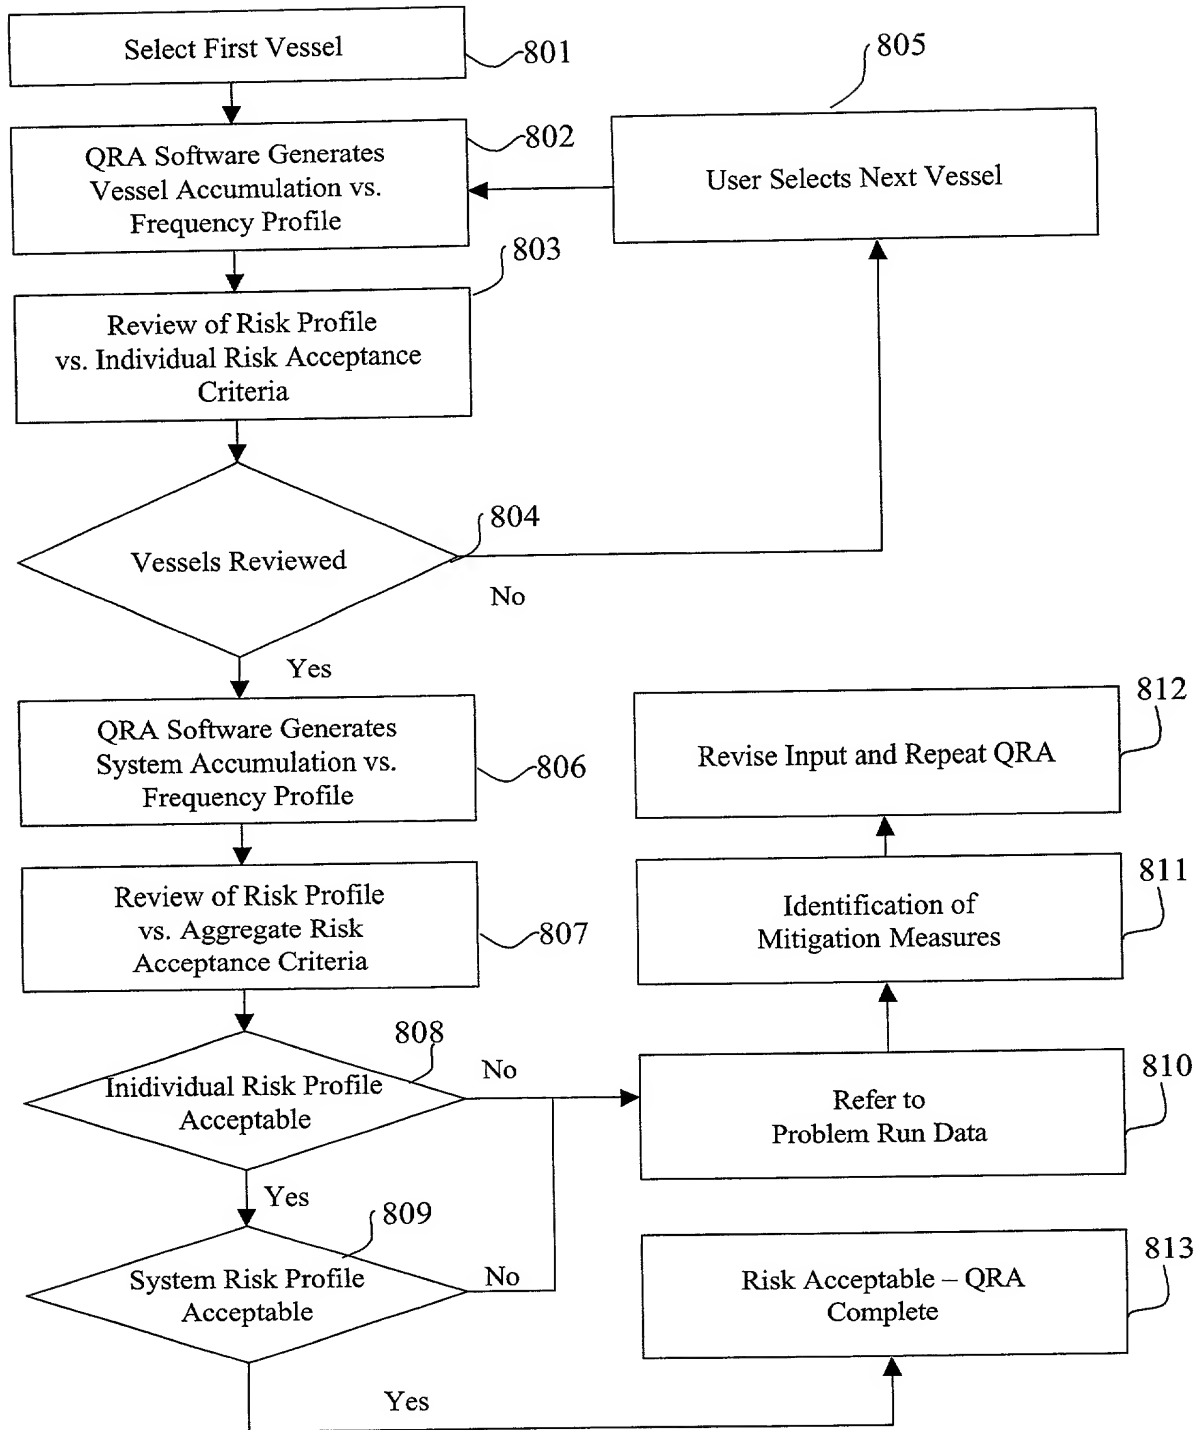 Select First Vessel
801
805
QRA Software Generates
Vessel Accumulation vs.
Frequency Profile
802
User Selects Next Vessel
803
Review of Risk Profile
vs. Individual Risk Acceptance
Criteria
804
Vessels Reviewed
No
Yes
QRA Software Generates
System Accumulation vs.
Frequency Profile
806
812
Revise Input and Repeat QRA
Review of Risk Profile
vs. Aggregate Risk
Acceptance Criteria
807
811
Identification of
Mitigation Measures
808
Inidividual Risk Profile
Acceptable
No
810
Refer to
Problem Run Data
Yes
809
System Risk Profile
Acceptable
No
813
Risk Acceptable – QRA
Complete
Yes